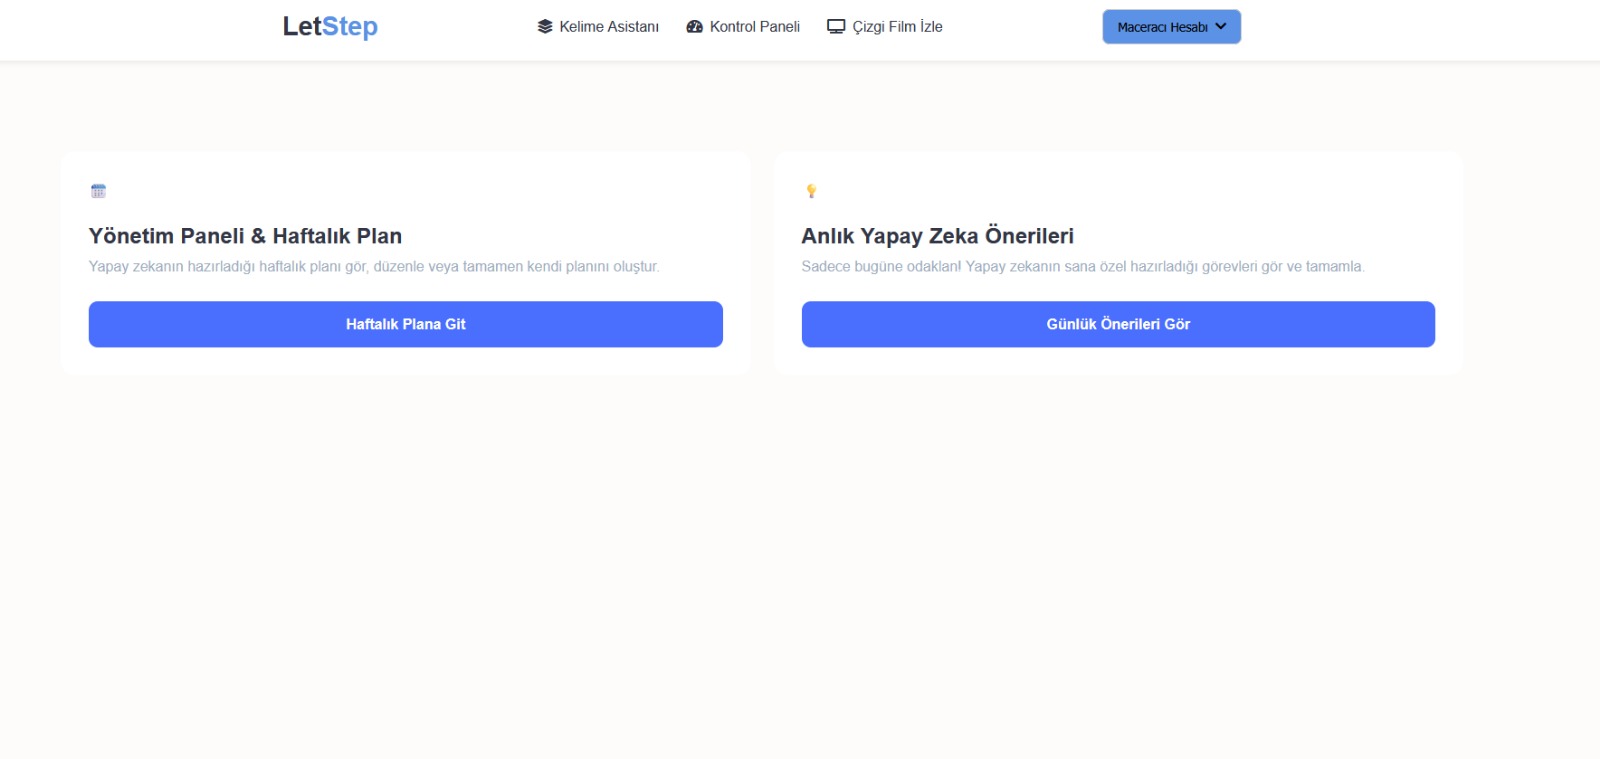 LetStep
Kelime Asistanı
Kontrol Paneli
Çizgi Film İzle
Maceracı Hesabı
Yönetim Paneli & Haftalık Plan
Yapay zekanın hazırladığı haftalık planı gör, düzenle veya tamamen kendi planını oluştur.
Haftalık Plana Git
Anlık Yapay Zeka Önerileri
Sadece bugüne odaklan! Yapay zekanın sana özel hazırladığı görevleri gör ve tamamla.
Günlük Önerileri Gör